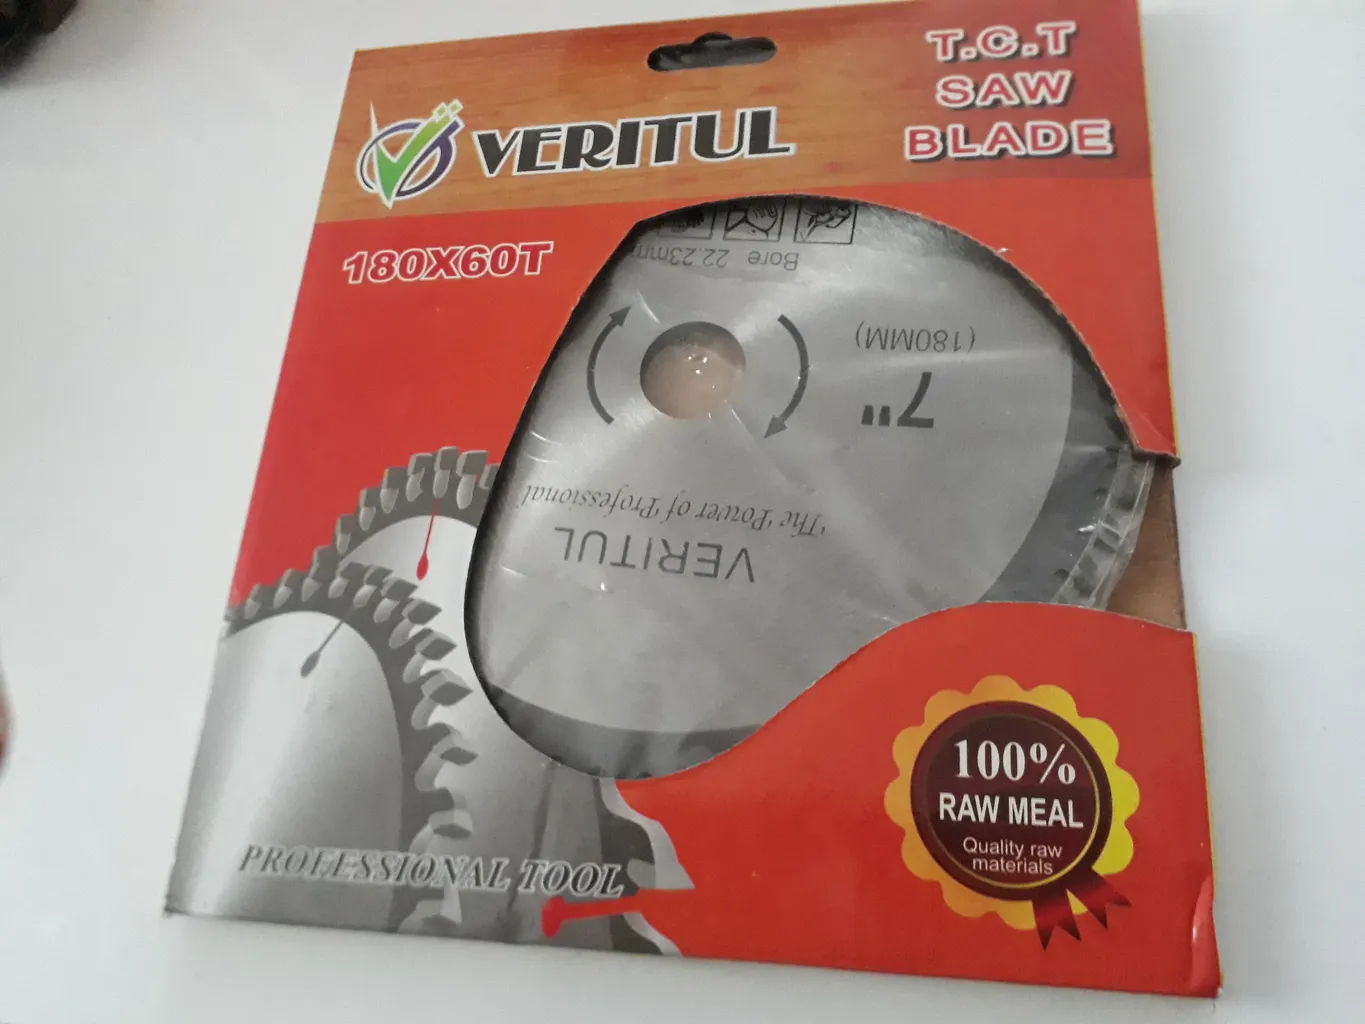 VERITUL
T.C.T
SAW
BLADE
180X60T
Bore 22.23mm
(180MM)
7"
The Power of Professional
VERITUL
100%
RAW MEAL
Quality raw
materials
PROFESSIONAL TOOL